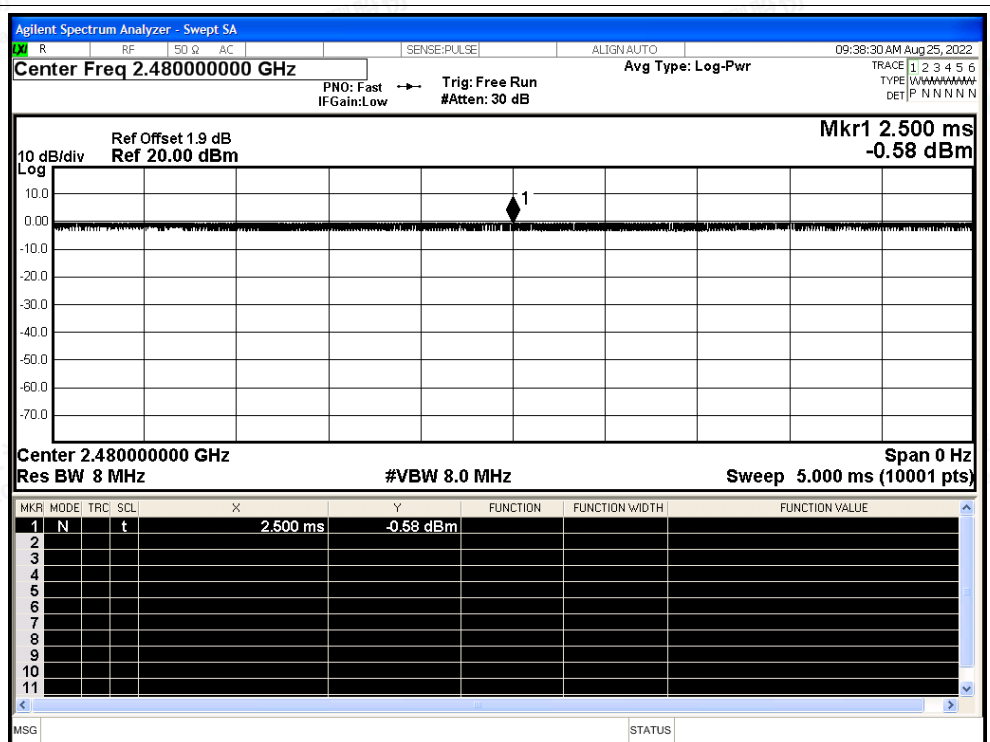 Agilent Spectrum Analyzer - Swept SA
LXI R RF 50 Ω AC SENSE:PULSE ALIGNAUTO 09:38:30 AM Aug 25, 2022
Center Freq 2.480000000 GHz
PNO: Fast Trig: Free Run Avg Type: Log-Pwr TRACE 1 2 3 4 5 6
IFGain:Low #Atten: 30 dB TYPE WWWWWW
DET P N N N N N
Mkr1 2.500 ms
Ref Offset 1.9 dB
10 dB/div Ref 20.00 dBm -0.58 dBm
Log
10.0
1
0.00
-10.0
-20.0
-30.0
-40.0
-50.0
-60.0
-70.0
Center 2.480000000 GHz Span 0 Hz
Res BW 8 MHz #VBW 8.0 MHz Sweep 5.000 ms (10001 pts)
MKR MODE TRC SCL X Y FUNCTION FUNCTION WIDTH FUNCTION VALUE
1 N t 2.500 ms -0.58 dBm
2
3
4
5
6
7
8
9
10
11
MSG STATUS